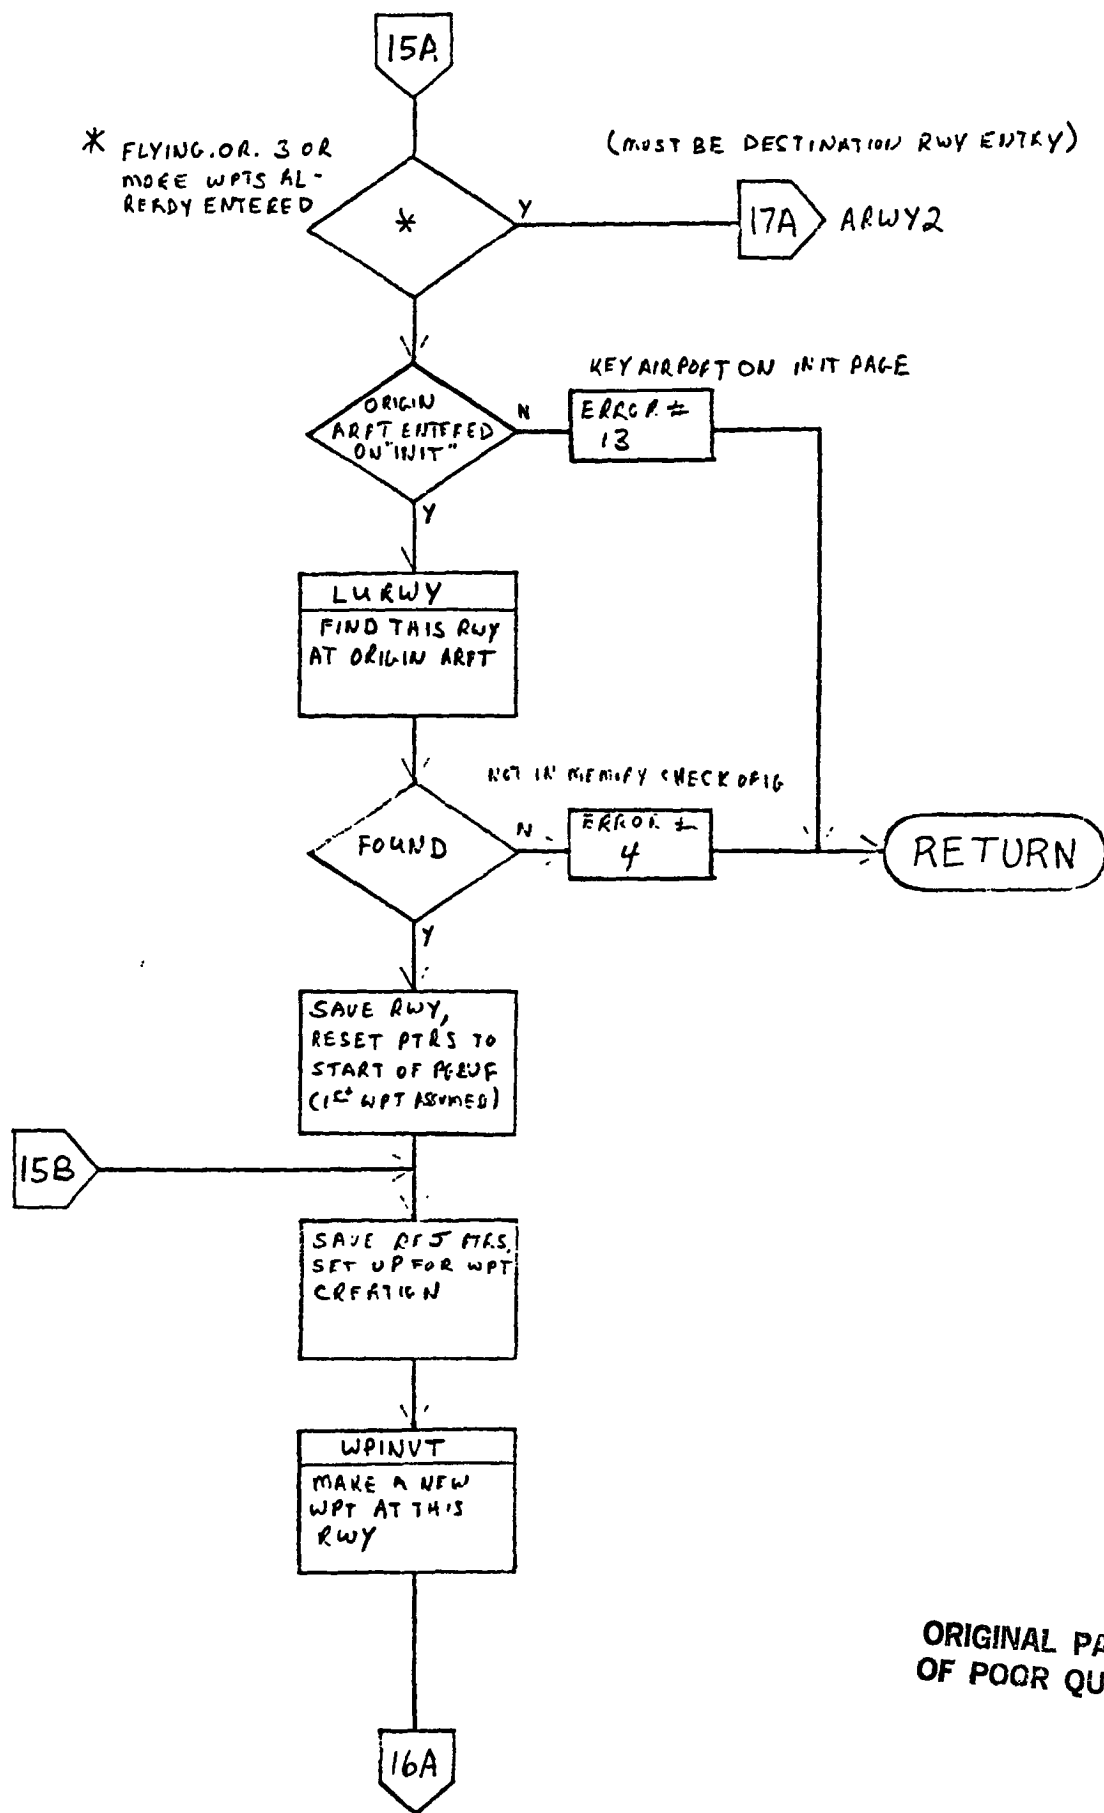 15A
* FLYING.OR. 3 OR
MORE WPTS AL-
READY ENTERED
(MUST BE DESTINATION RWY ENTRY)
*
Y
17A
ARWY2
KEY AIRPORT ON INIT PAGE
ORIGIN
ARPT ENTERED
ON "INIT"
N
ERROR #
13
Y
LURWY
FIND THIS RWY
AT ORIGIN ARPT
NOT IN MEMORY CHECK ORIG
FOUND
N
ERROR #
4
RETURN
Y
SAVE RWY,
RESET PTRS TO
START OF
(1st WPT ASSUMED)
15B
SAVE PTRS.
SET UP FOR WPT
CREATION
WPINVT
MAKE A NEW
WPT AT THIS
RWY
ORIGINAL PA
OF POOR QU
16A